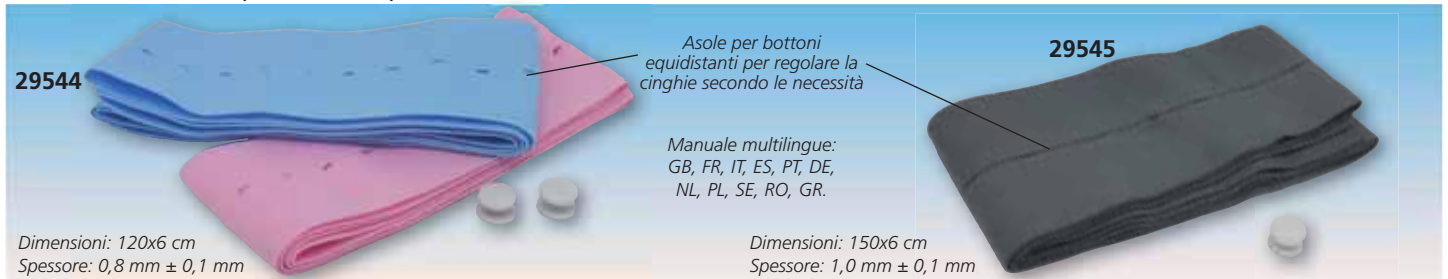 29544
Asole per bottoni
equidistanti per regolare la
cinghie secondo le necessità
29545
Manuale multilingue:
GB, FR, IT, ES, PT, DE,
NL, PL, SE, RO, GR.
Dimensioni: 120x6 cm
Spessore: 0,8 mm ± 0,1 mm
Dimensioni: 150x6 cm
Spessore: 1,0 mm ± 0,1 mm